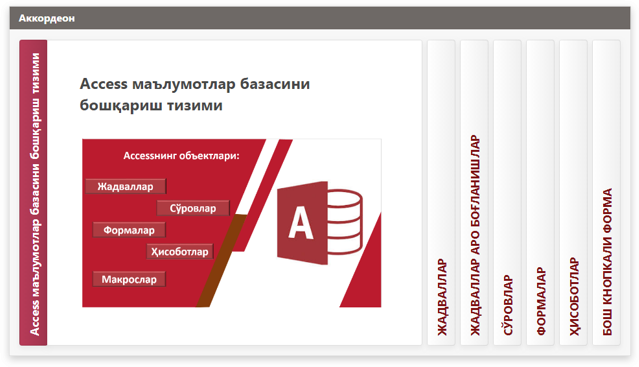 Аккордеон
Access маълумотлар базасини бошқариш тизими
Access маълумотлар базасини
бошқариш тизими
Accessнинг объектлари:
Жадваллар
Сўровлар
Формалар
Ҳисоботлар
Макрослар
A
ЖАДВАЛЛАР
ЖАДВАЛЛАР АРО БОҒЛАНИШЛАР
СЎРОВЛАР
ФОРМАЛАР
ҲИСОБОТЛАР
БОШ КНОПКАЛИ ФОРМА